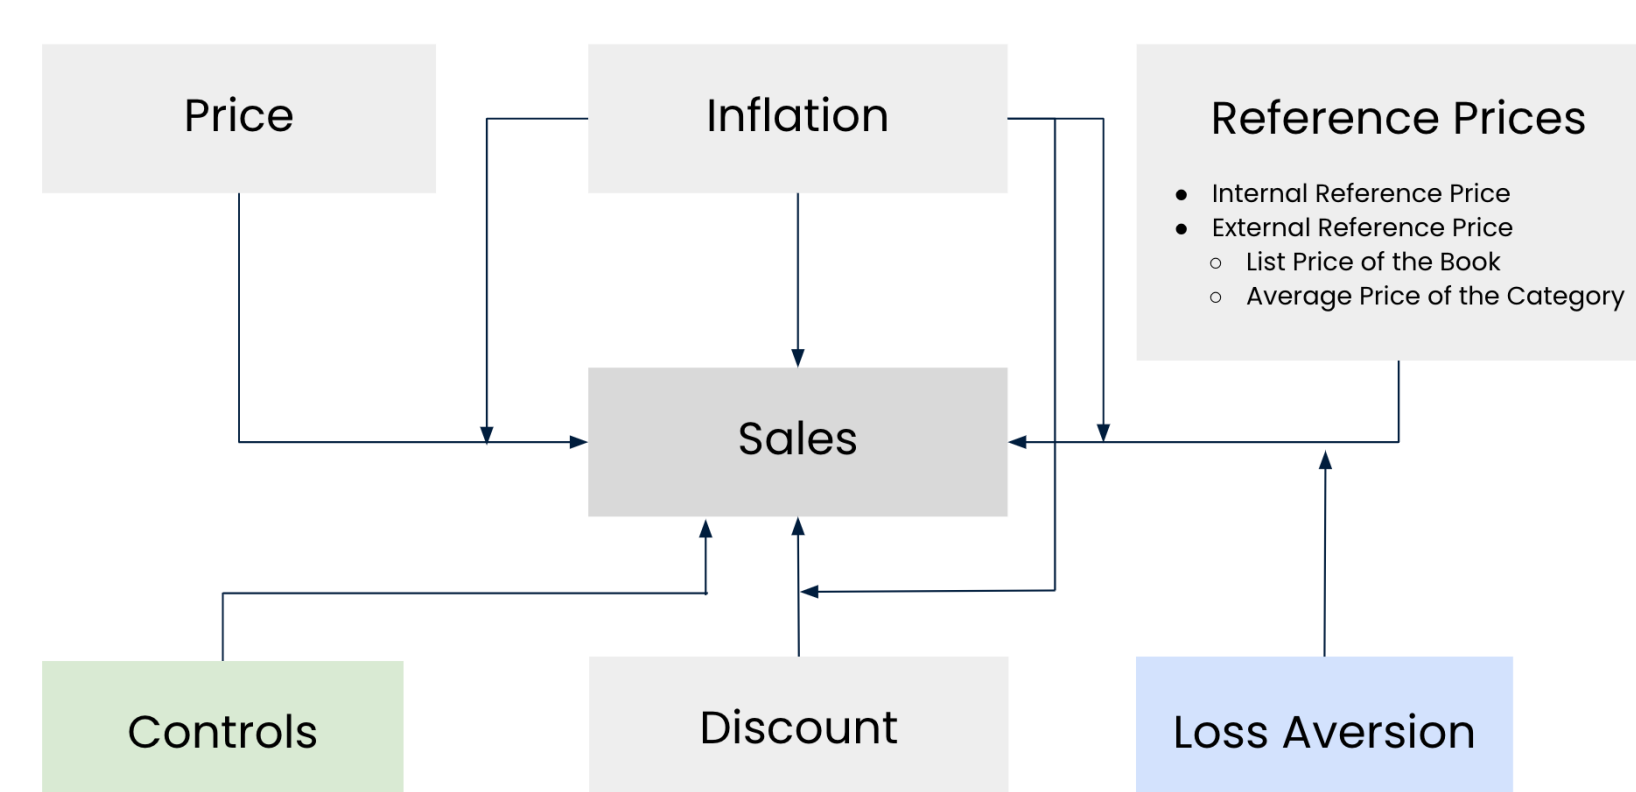 Price
Inflation
Reference Prices
● Internal Reference Price
● External Reference Price
○ List Price of the Book
○ Average Price of the Category
Sales
Controls
Discount
Loss Aversion